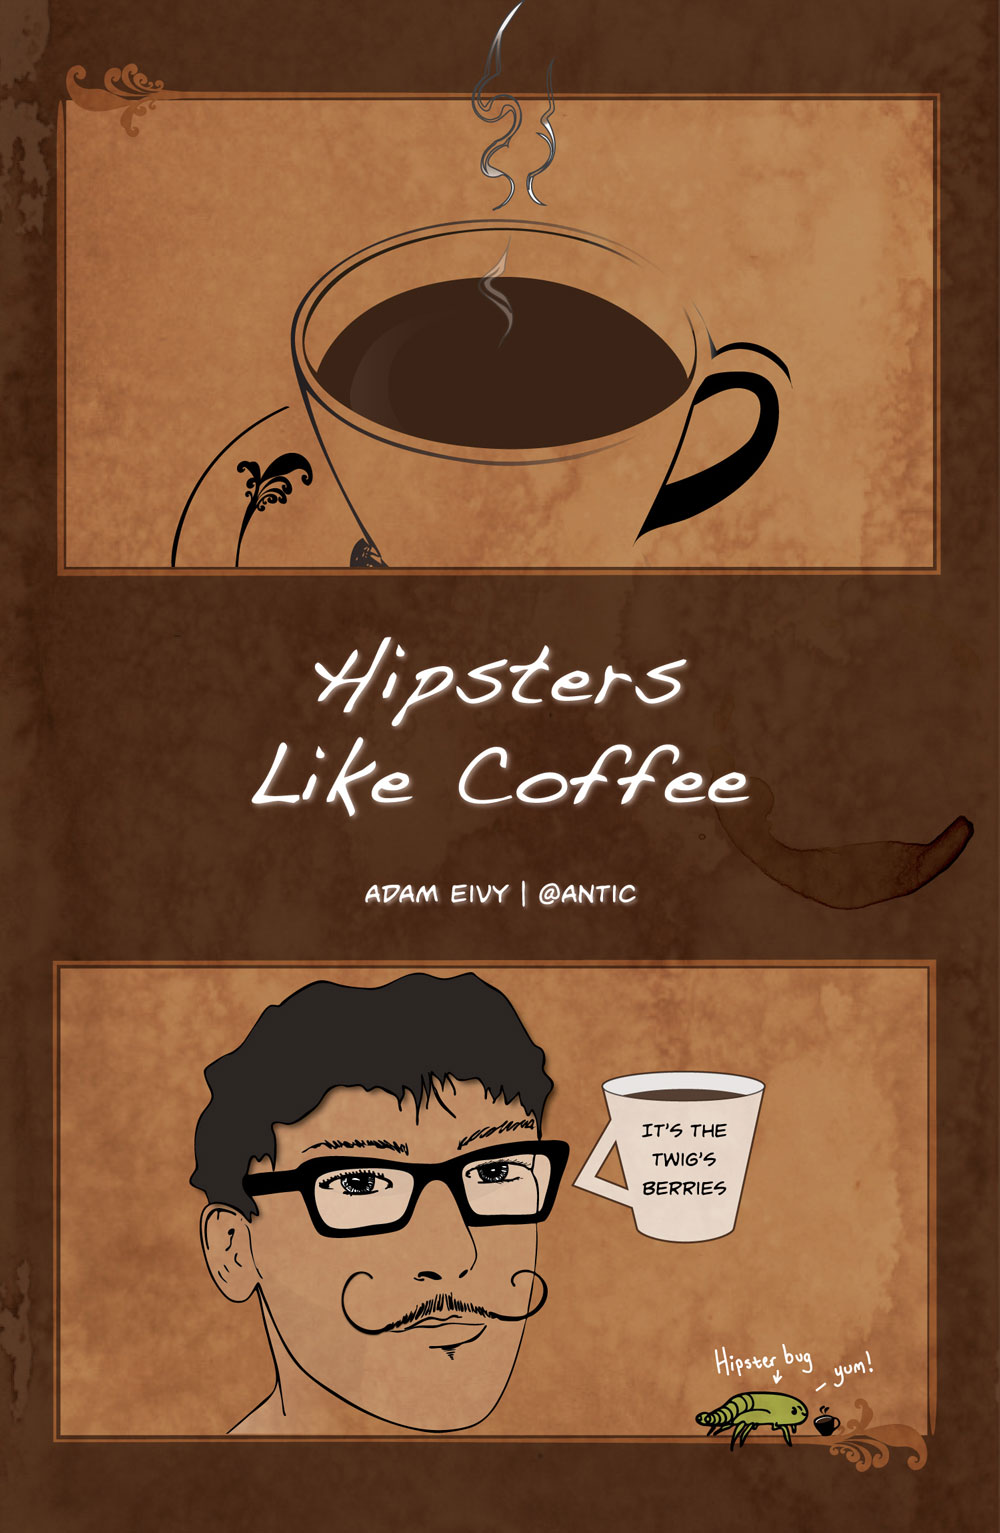 Hipsters
Like Coffee
ADAM EIVY | @ANTIC
IT'S THE
TWIG'S
BERRIES
Hipster bug
yum!